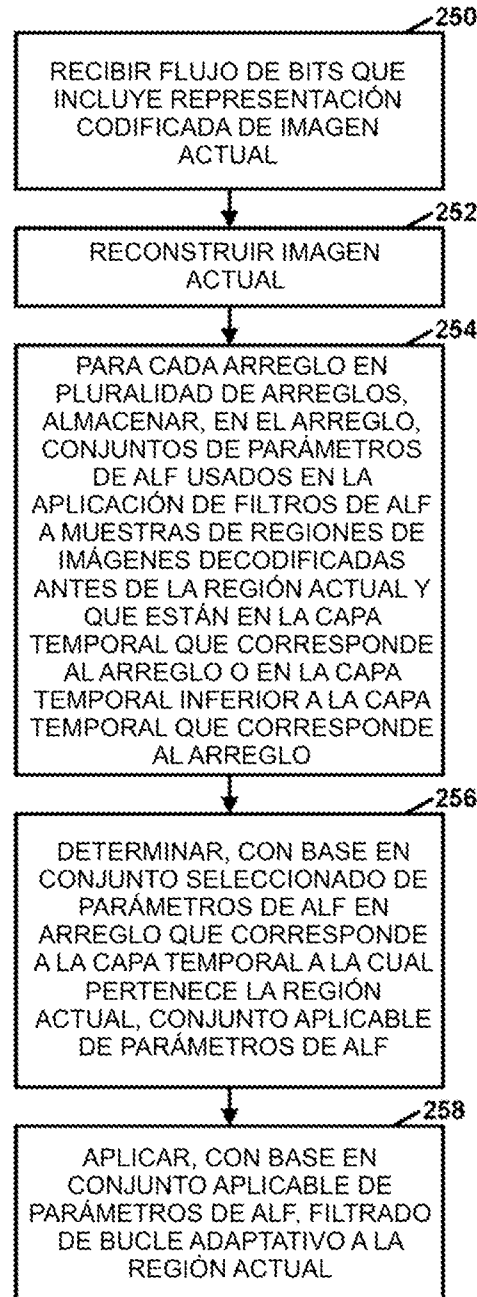 250
RECIBIR FLUJO DE BITS QUE
INCLUYE REPRESENTACIÓN
CODIFICADA DE IMAGEN
ACTUAL
252
RECONSTRUIR IMAGEN
ACTUAL
254
PARA CADA ARREGLO EN
PLURALIDAD DE ARREGLOS,
ALMACENAR, EN EL ARREGLO,
CONJUNTOS DE PARÁMETROS
DE ALF USADOS EN LA
APLICACIÓN DE FILTROS DE ALF
A MUESTRAS DE REGIONES DE
IMÁGENES DECODIFICADAS
ANTES DE LA REGIÓN ACTUAL Y
QUE ESTÁN EN LA CAPA
TEMPORAL QUE CORRESPONDE
AL ARREGLO O EN LA CAPA
TEMPORAL INFERIOR A LA CAPA
TEMPORAL QUE CORRESPONDE
AL ARREGLO
256
DETERMINAR, CON BASE EN
CONJUNTO SELECCIONADO DE
PARÁMETROS DE ALF EN
ARREGLO QUE CORRESPONDE
A LA CAPA TEMPORAL A LA CUAL
PERTENECE LA REGIÓN
ACTUAL, CONJUNTO APLICABLE
DE PARÁMETROS DE ALF
258
APLICAR, CON BASE EN
CONJUNTO APLICABLE DE
PARÁMETROS DE ALF, FILTRADO
DE BUCLE ADAPTATIVO A LA
REGIÓN ACTUAL